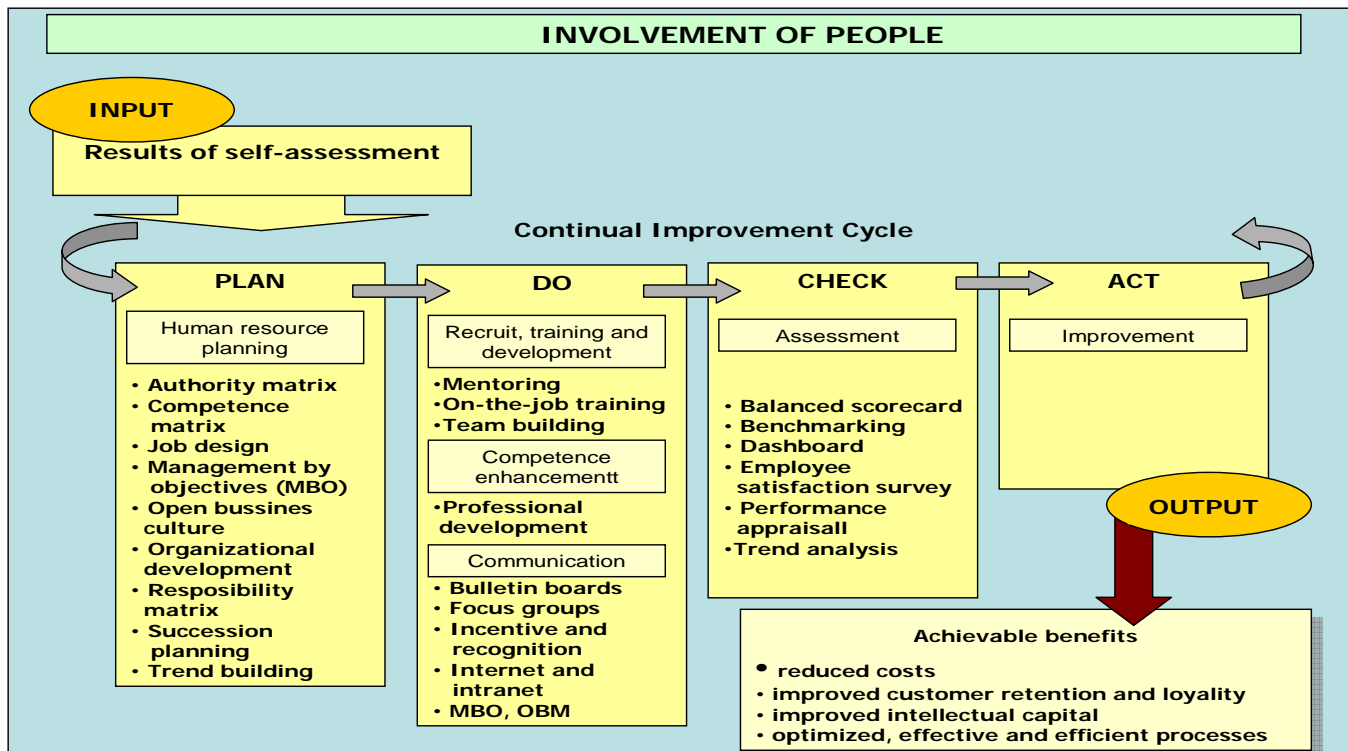 INVOLVEMENT OF PEOPLE
INPUT
Results of self-assessment
Continual Improvement Cycle
PLAN
Human resource
planning
• Authority matrix
• Competence
matrix
• Job design
• Management by
objectives (MBO)
• Open bussines
culture
• Organizational
development
• Resposibility
matrix
• Succession
planning
• Trend building
DO
Recruit, training and
development
•Mentoring
•On-the-job training
•Team building
Competence
enhancementt
•Professional
development
Communication
• Bulletin boards
• Focus groups
• Incentive and
recognition
• Internet and
intranet
• MBO, OBM
CHECK
Assessment
• Balanced scorecard
• Benchmarking
• Dashboard
• Employee
satisfaction survey
• Performance
appraisall
•Trend analysis
ACT
Improvement
OUTPUT
Achievable benefits
• reduced costs
• improved customer retention and loyality
• improved intellectual capital
• optimized, effective and efficient processes